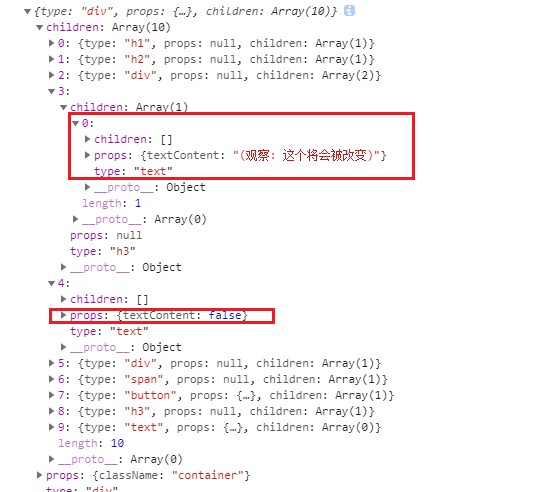 ▼{type: "div", props: {…}, children: Array(10)} i
▼children: Array(10)
▶0: {type: "h1", props: null, children: Array(1)}
▶1: {type: "h2", props: null, children: Array(1)}
▶2: {type: "div", props: null, children: Array(2)}
▼3:
▼children: Array(1)
▼0:
▶children: []
▶props: {textContent: "(观察: 这个将会被改变)"}
type: "text"
▶__proto__: Object
length: 1
▶__proto__: Array(0)
props: null
type: "h3"
▶__proto__: Object
▼4:
▶children: []
▶props: {textContent: false}
type: "text"
▶__proto__: Object
▶5: {type: "div", props: null, children: Array(1)}
▶6: {type: "span", props: null, children: Array(1)}
▶7: {type: "button", props: {…}, children: Array(1)}
▶8: {type: "h3", props: null, children: Array(1)}
▶9: {type: "text", props: {…}, children: Array(0)}
length: 10
▶__proto__: Array(0)
▶props: {className: "container"}
type: "div"